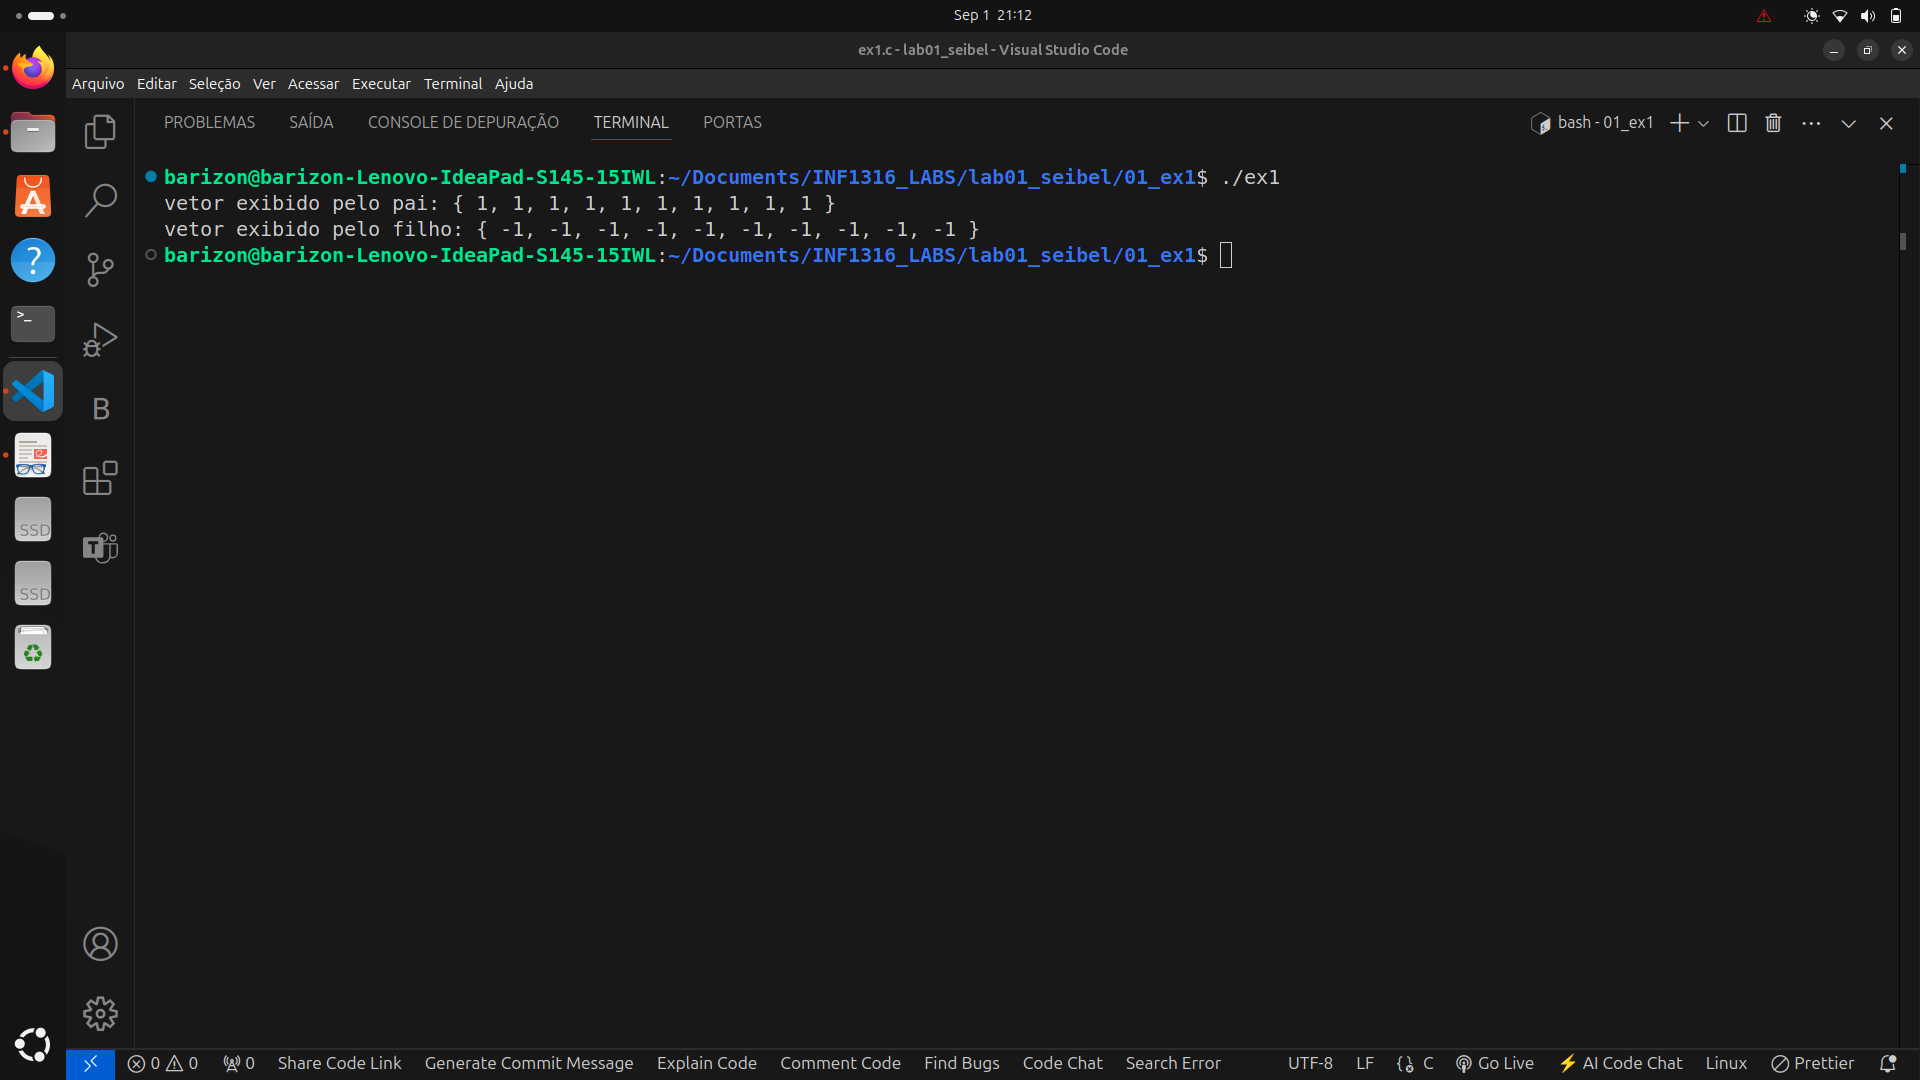 Sep 1 21:12
ex1.c - lab01_seibel - Visual Studio Code
Arquivo Editar Seleção Ver Acessar Executar Terminal Ajuda
PROBLEMAS SAÍDA CONSOLE DE DEPURAÇÃO TERMINAL PORTAS
bash - 01_ex1
barizon@barizon-Lenovo-IdeaPad-S145-15IWL:~/Documents/INF1316_LABS/lab01_seibel/01_ex1$ ./ex1
vetor exibido pelo pai: { 1, 1, 1, 1, 1, 1, 1, 1, 1, 1 }
vetor exibido pelo filho: { -1, -1, -1, -1, -1, -1, -1, -1, -1, -1 }
barizon@barizon-Lenovo-IdeaPad-S145-15IWL:~/Documents/INF1316_LABS/lab01_seibel/01_ex1$
?
>_
B
T
SSD
SSD
0 0 0 Share Code Link Generate Commit Message Explain Code Comment Code Find Bugs Code Chat Search Error UTF-8 LF {} C Go Live ⚡ AI Code Chat Linux Prettier